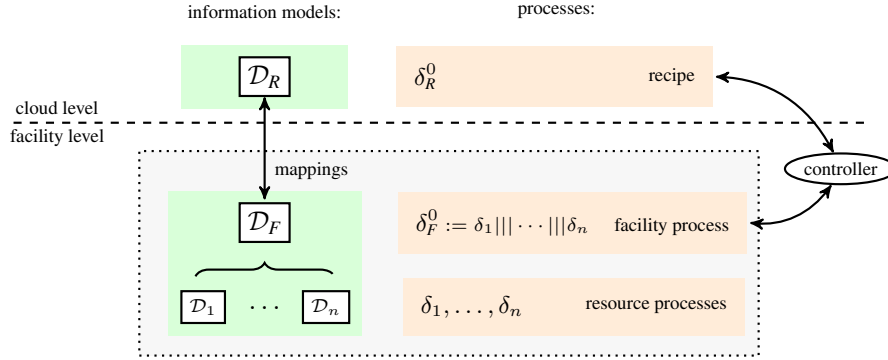 information models:
processes:
𝒟_R
δ_R^0
recipe
cloud level
facility level
mappings
controller
𝒟_F
δ_F^0 := δ_1||| ··· |||δ_n
facility process
𝒟_1 ··· 𝒟_n
δ_1, ..., δ_n
resource processes